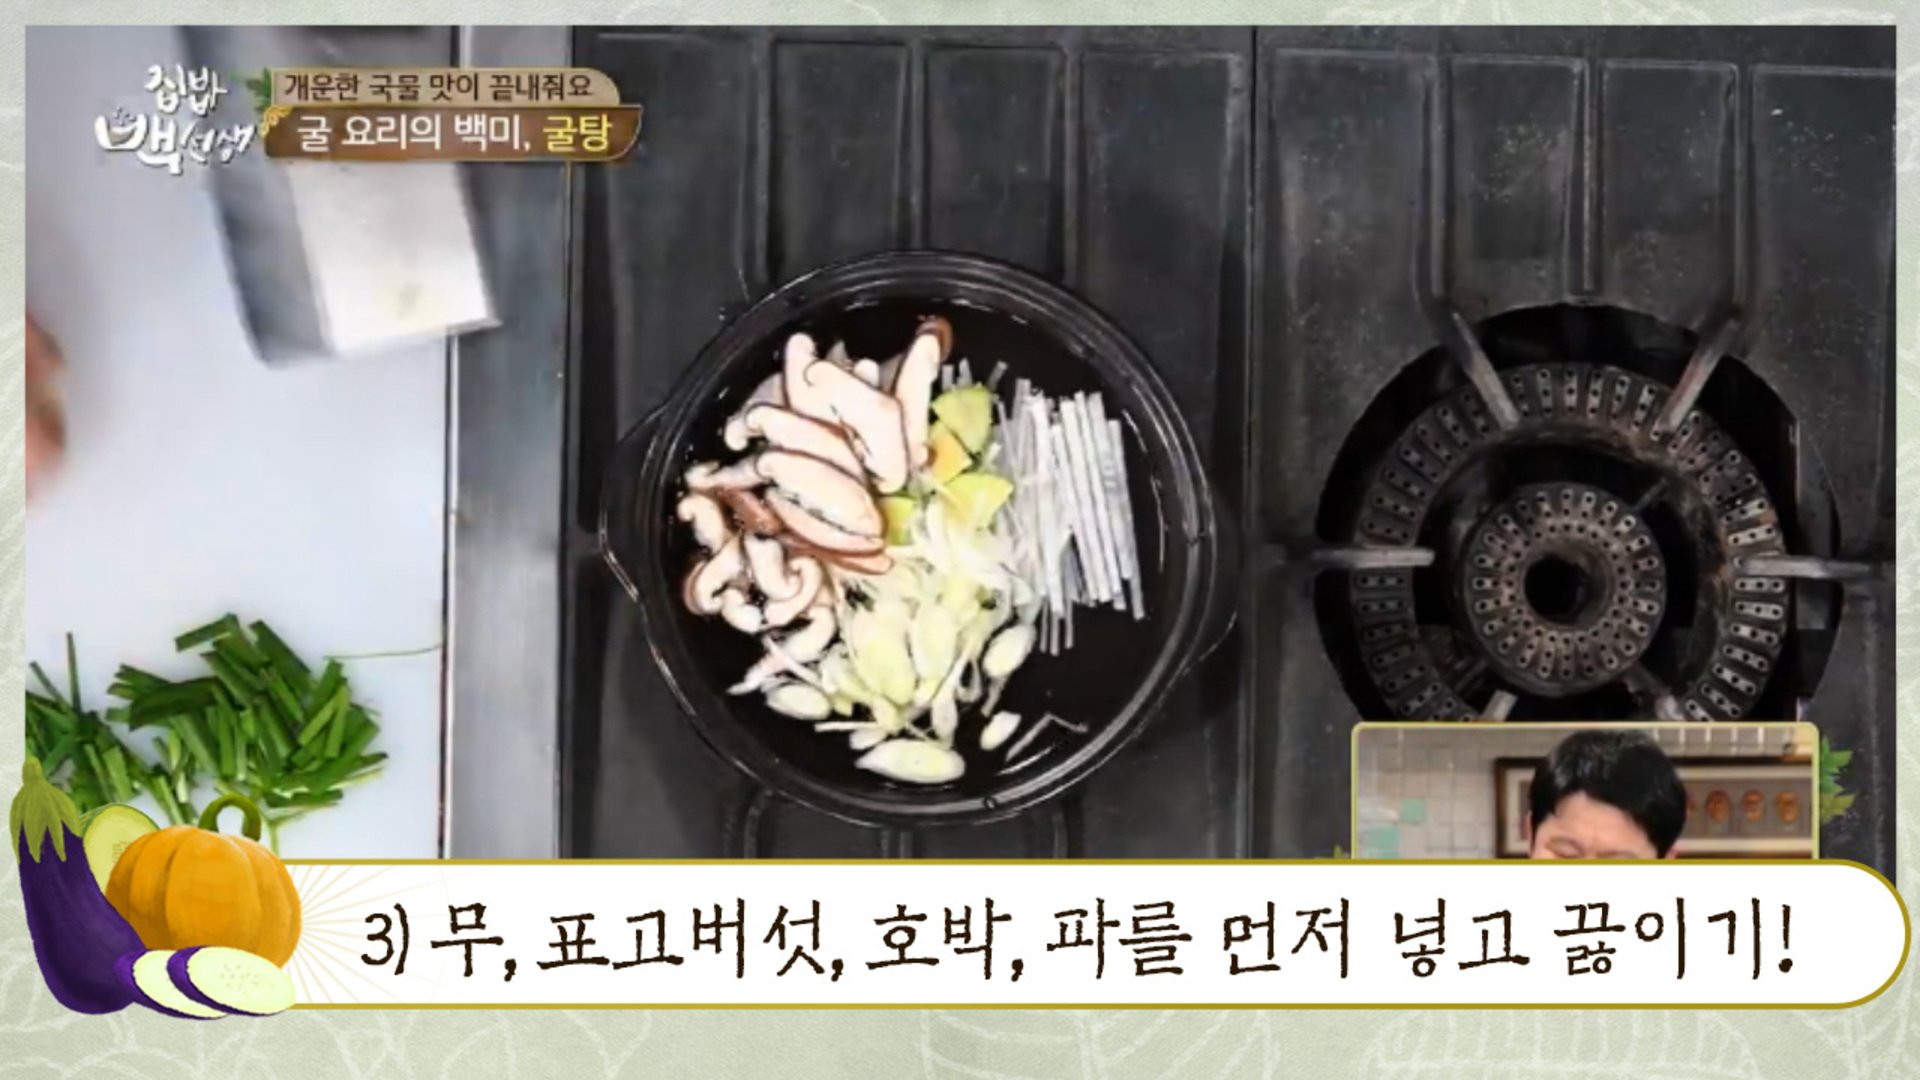 집밥
백선생
개운한 국물 맛이 끝내줘요
굴 요리의 백미, 굴탕
3) 무, 표고버섯, 호박, 파를 먼저 넣고 끓이기!